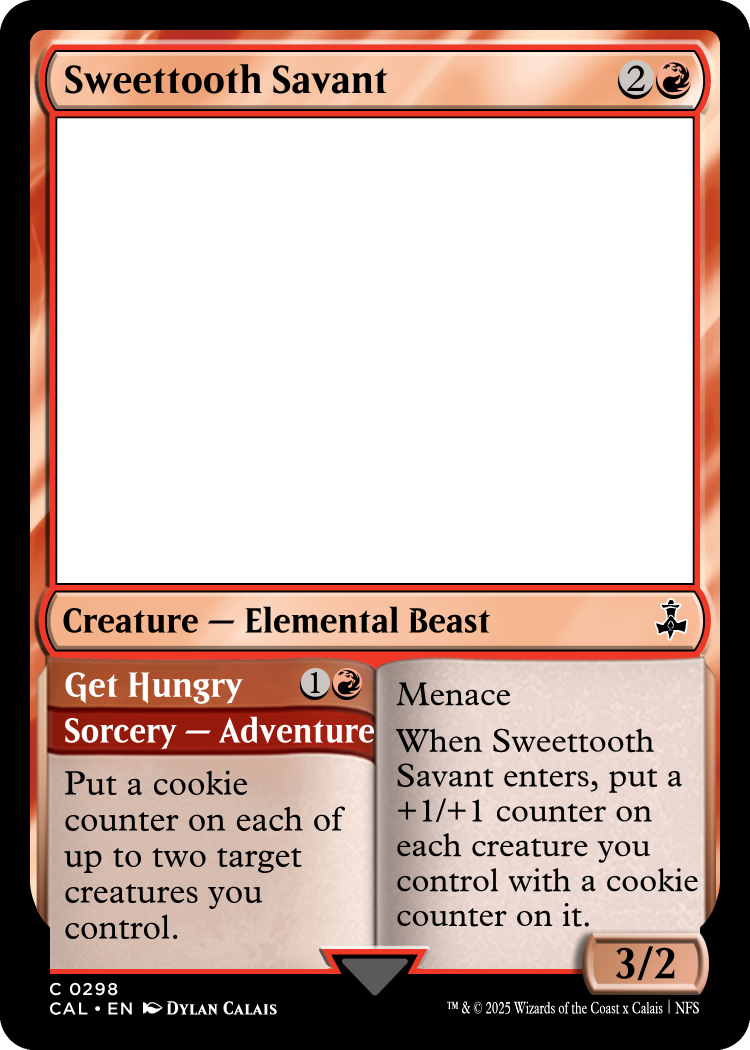 Sweettooth Savant 2
Creature — Elemental Beast
Get Hungry 1
Sorcery — Adventure
Put a cookie
counter on each of
up to two target
creatures you
control.
Menace
When Sweettooth
Savant enters, put a
+1/+1 counter on
each creature you
control with a cookie
counter on it.
3/2
C 0298
CAL • EN Dylan Calais
™ & © 2025 Wizards of the Coast x Calais | NFS